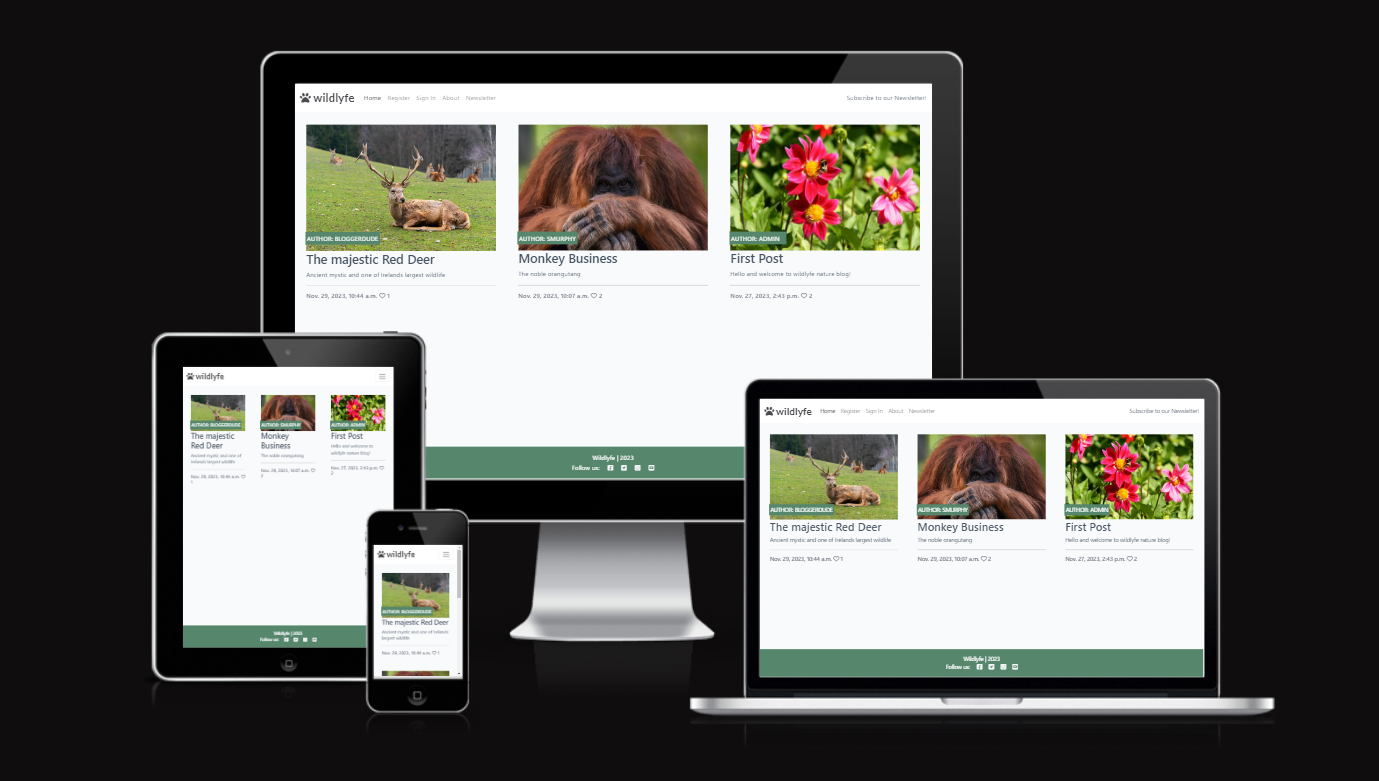 wildlyfe Home Register Sign In About Newsletter Subscribe to our Newsletter!
AUTHOR: BLOGGERDUDE
The majestic Red Deer
Ancient mystic and one of Irelands largest wildlife
Nov. 29, 2023, 10:44 a.m. 1
AUTHOR: SMURPHY
Monkey Business
The noble orangutang
Nov. 29, 2023, 10:07 a.m. 2
AUTHOR: ADMIN
First Post
Hello and welcome to wildlyfe nature blog!
Nov. 27, 2023, 2:43 p.m. 2
Wildlyfe | 2023
Follow us:
wildlyfe
AUTHOR: BLOGGERDUDE
The majestic
Red Deer
Ancient mystic and one of
Irelands largest wildlife
Nov. 29, 2023, 10:44 a.m.
1
AUTHOR: SMURPHY
Monkey
Business
The noble orangutang
Nov. 29, 2023, 10:07 a.m.
2
AUTHOR: ADMIN
First Post
Hello and welcome to
wildlyfe nature blog!
Nov. 27, 2023, 2:43 p.m.
2
Wildlyfe | 2023
Follow us:
wildlyfe
AUTHOR: BLOGGERDUDE
The majestic Red Deer
Ancient mystic and one of Irelands
largest wildlife
Nov. 29, 2023, 10:44 a.m. 1
wildlyfe Home Register Sign In About Newsletter Subscribe to our Newsletter!
AUTHOR: BLOGGERDUDE
The majestic Red Deer
Ancient mystic and one of Irelands largest wildlife
Nov. 29, 2023, 10:44 a.m. 1
AUTHOR: SMURPHY
Monkey Business
The noble orangutang
Nov. 29, 2023, 10:07 a.m. 2
AUTHOR: ADMIN
First Post
Hello and welcome to wildlyfe nature blog!
Nov. 27, 2023, 2:43 p.m. 2
Wildlyfe | 2023
Follow us: